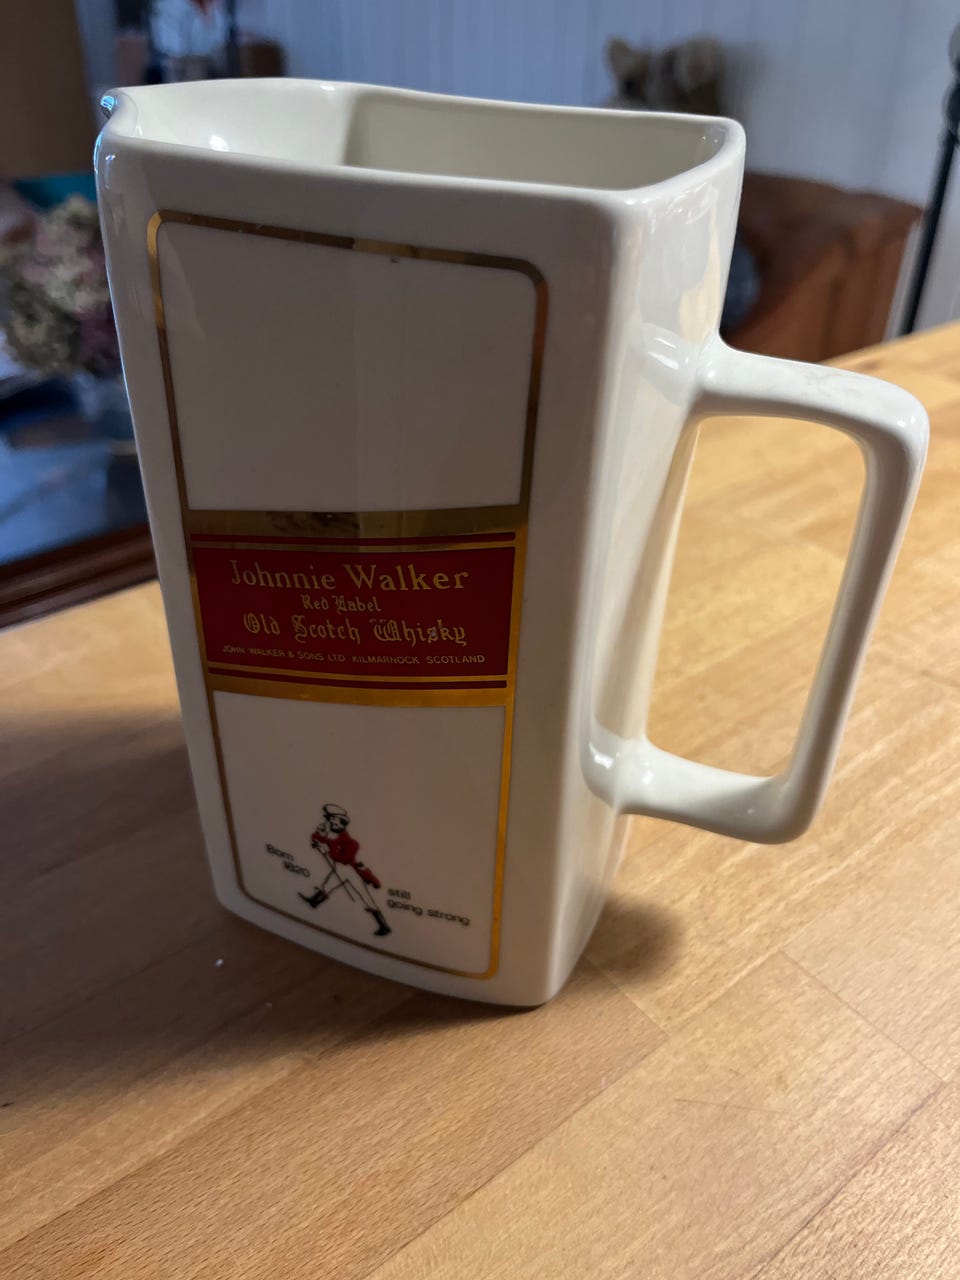 Johnnie Walker
Red Label
Old Scotch Whisky
JOHN WALKER & SONS LTD KILMARNOCK SCOTLAND
Born
1820
still
going strong